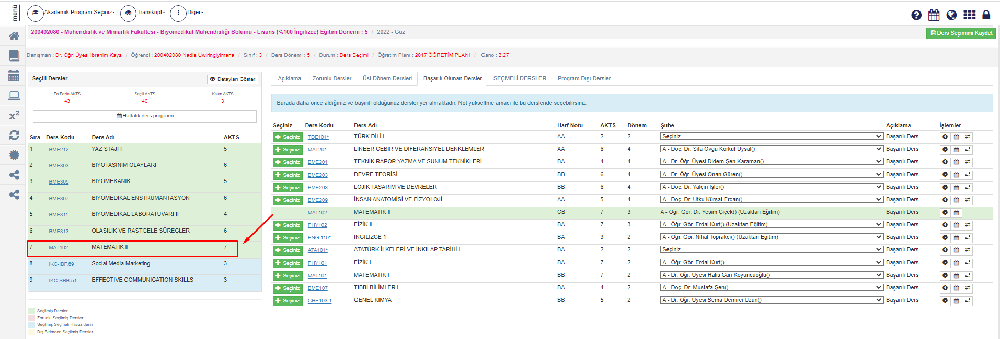 menü
Akademik Program Seçiniz -
Transkript -
Diğer -
200402080 - Mühendislik ve Mimarlık Fakültesi - Biyomedikal Mühendisliği Bölümü - Lisans (%100 İngilizce) Eğitim Dönemi : 5 / 2022 - Güz
Ders Seçimimi Kaydet
Danışman : Dr. Öğr. Üyesi İbrahim Kaya / Öğrenci : 200402080 Nadia Uwiringiyimana / Sınıf : 3 / Ders Dönemi : 5 / Durum : Ders Seçimi / Öğretim Planı : 2017 ÖĞRETİM PLANI / Gano : 3.27
Seçili Dersler
Detayları Göster
En Fazla AKTS Seçili AKTS Kalan AKTS
43 40 3
Haftalık ders programı
Sıra Ders Kodu Ders Adı AKTS
1 BME212 YAZ STAJI I 5
2 BME303 BİYOTAŞINIM OLAYLARI 6
3 BME305 BİYOMEKANİK 5
4 BME307 BİYOMEDİKAL ENSTRÜMANTASYON 6
5 BME311 BİYOMEDİKAL LABORATUVARI II 4
6 BME313 OLASILIK VE RASTGELE SÜREÇLER 6
7 MAT102 MATEMATİK II 7
8 IKC-IBF.69 Social Media Marketing 3
9 IKC-SBB.51 EFFECTIVE COMMUNICATION SKILLS 3
Seçilmiş Dersler
Zorunlu Seçilmiş Dersler
Seçilmiş Seçmeli Havuz dersi
Dış Birimden Seçilmiş Dersler
Açıklama Zorunlu Dersler Üst Dönem Dersleri Başarılı Olunan Dersler SEÇMELİ DERSLER Program Dışı Dersler
Burada daha önce aldığınız ve başarılı olduğunuz dersler yer almaktadır. Not yükseltme amacı ile bu dersleride seçebilirsiniz.
Seçiniz Ders Kodu Ders Adı Harf Notu AKTS Dönem Şube Açıklama İşlemler
Seçiniz TDE101* TÜRK DİLİ I AA 2 2 Seçiniz Başarılı Ders
Seçiniz MAT201 LİNEER CEBİR VE DİFERANSİYEL DENKLEMLER AA 6 4 A - Doç. Dr. Sıla Övgü Korkut Uysal() Başarılı Ders
Seçiniz BME201 TEKNİK RAPOR YAZMA VE SUNUM TEKNİKLERİ BA 4 4 A - Dr. Öğr. Üyesi Didem Şen Karaman() Başarılı Ders
Seçiniz BME203 DEVRE TEORİSİ BB 6 4 A - Dr. Öğr. Üyesi Onan Güren() Başarılı Ders
Seçiniz BME208 LOJİK TASARIM VE DEVRELER BB 6 4 A - Doç. Dr. Yalçın İşler() Başarılı Ders
Seçiniz BME209 İNSAN ANATOMİSİ VE FİZYOLOJİ AA 5 4 A - Doç. Dr. Utku Kürşat Ercan() Başarılı Ders
MAT102 MATEMATİK II CB 7 3 A - Öğr. Gör. Dr. Yeşim Çiçek() (Uzaktan Eğitim) Başarılı Ders
Seçiniz PHY102 FİZİK II BA 7 3 A - Öğr. Gör. Erdal Kurt() (Uzaktan Eğitim) Başarılı Ders
Seçiniz ENG 110* İNGİLİZCE 1 BA 3 2 A - Öğr. Gör. Nihal Toprakcı() (Uzaktan Eğitim) Başarılı Ders
Seçiniz ATA101* ATATÜRK İLKELERİ VE İNKILAP TARİHİ I BA 2 2 Seçiniz Başarılı Ders
Seçiniz PHY101 FİZİK I BA 7 2 A - Öğr. Gör. Erdal Kurt() Başarılı Ders
Seçiniz MAT101 MATEMATİK I BB 7 2 A - Dr. Öğr. Üyesi Halis Can Koyuncuoğlu() Başarılı Ders
Seçiniz BME107 TIBBİ BİLİMLER I BA 4 2 A - Doç. Dr. Mustafa Şen() Başarılı Ders
Seçiniz CHE103.1 GENEL KİMYA BB 5 2 A - Dr. Öğr. Üyesi Sema Demirci Uzun() Başarılı Ders